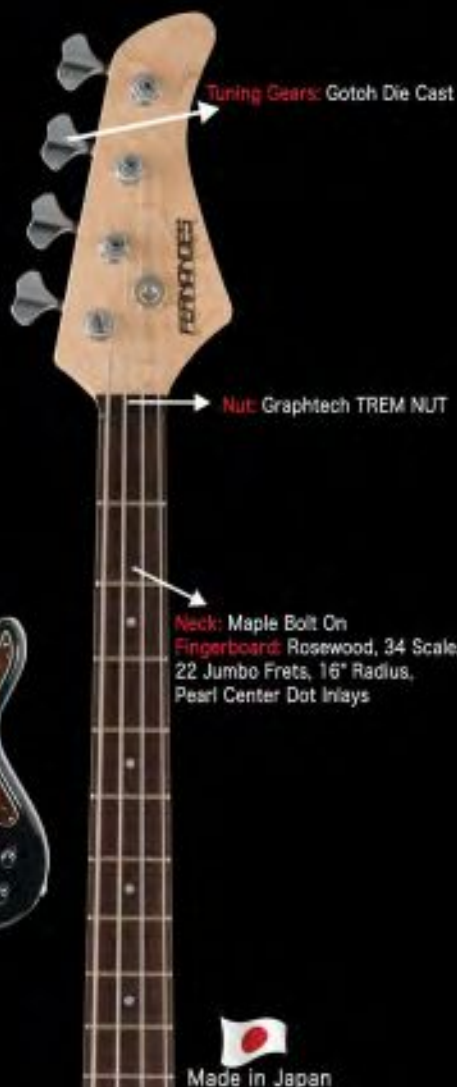 Tuning Gears: Gotoh Die Cast
FERNANDES
Nut: Graphtech TREM NUT
Neck: Maple Bolt On
Fingerboard: Rosewood, 34 Scale
22 Jumbo Frets, 16" Radius,
Pearl Center Dot Inlays
Made in Japan